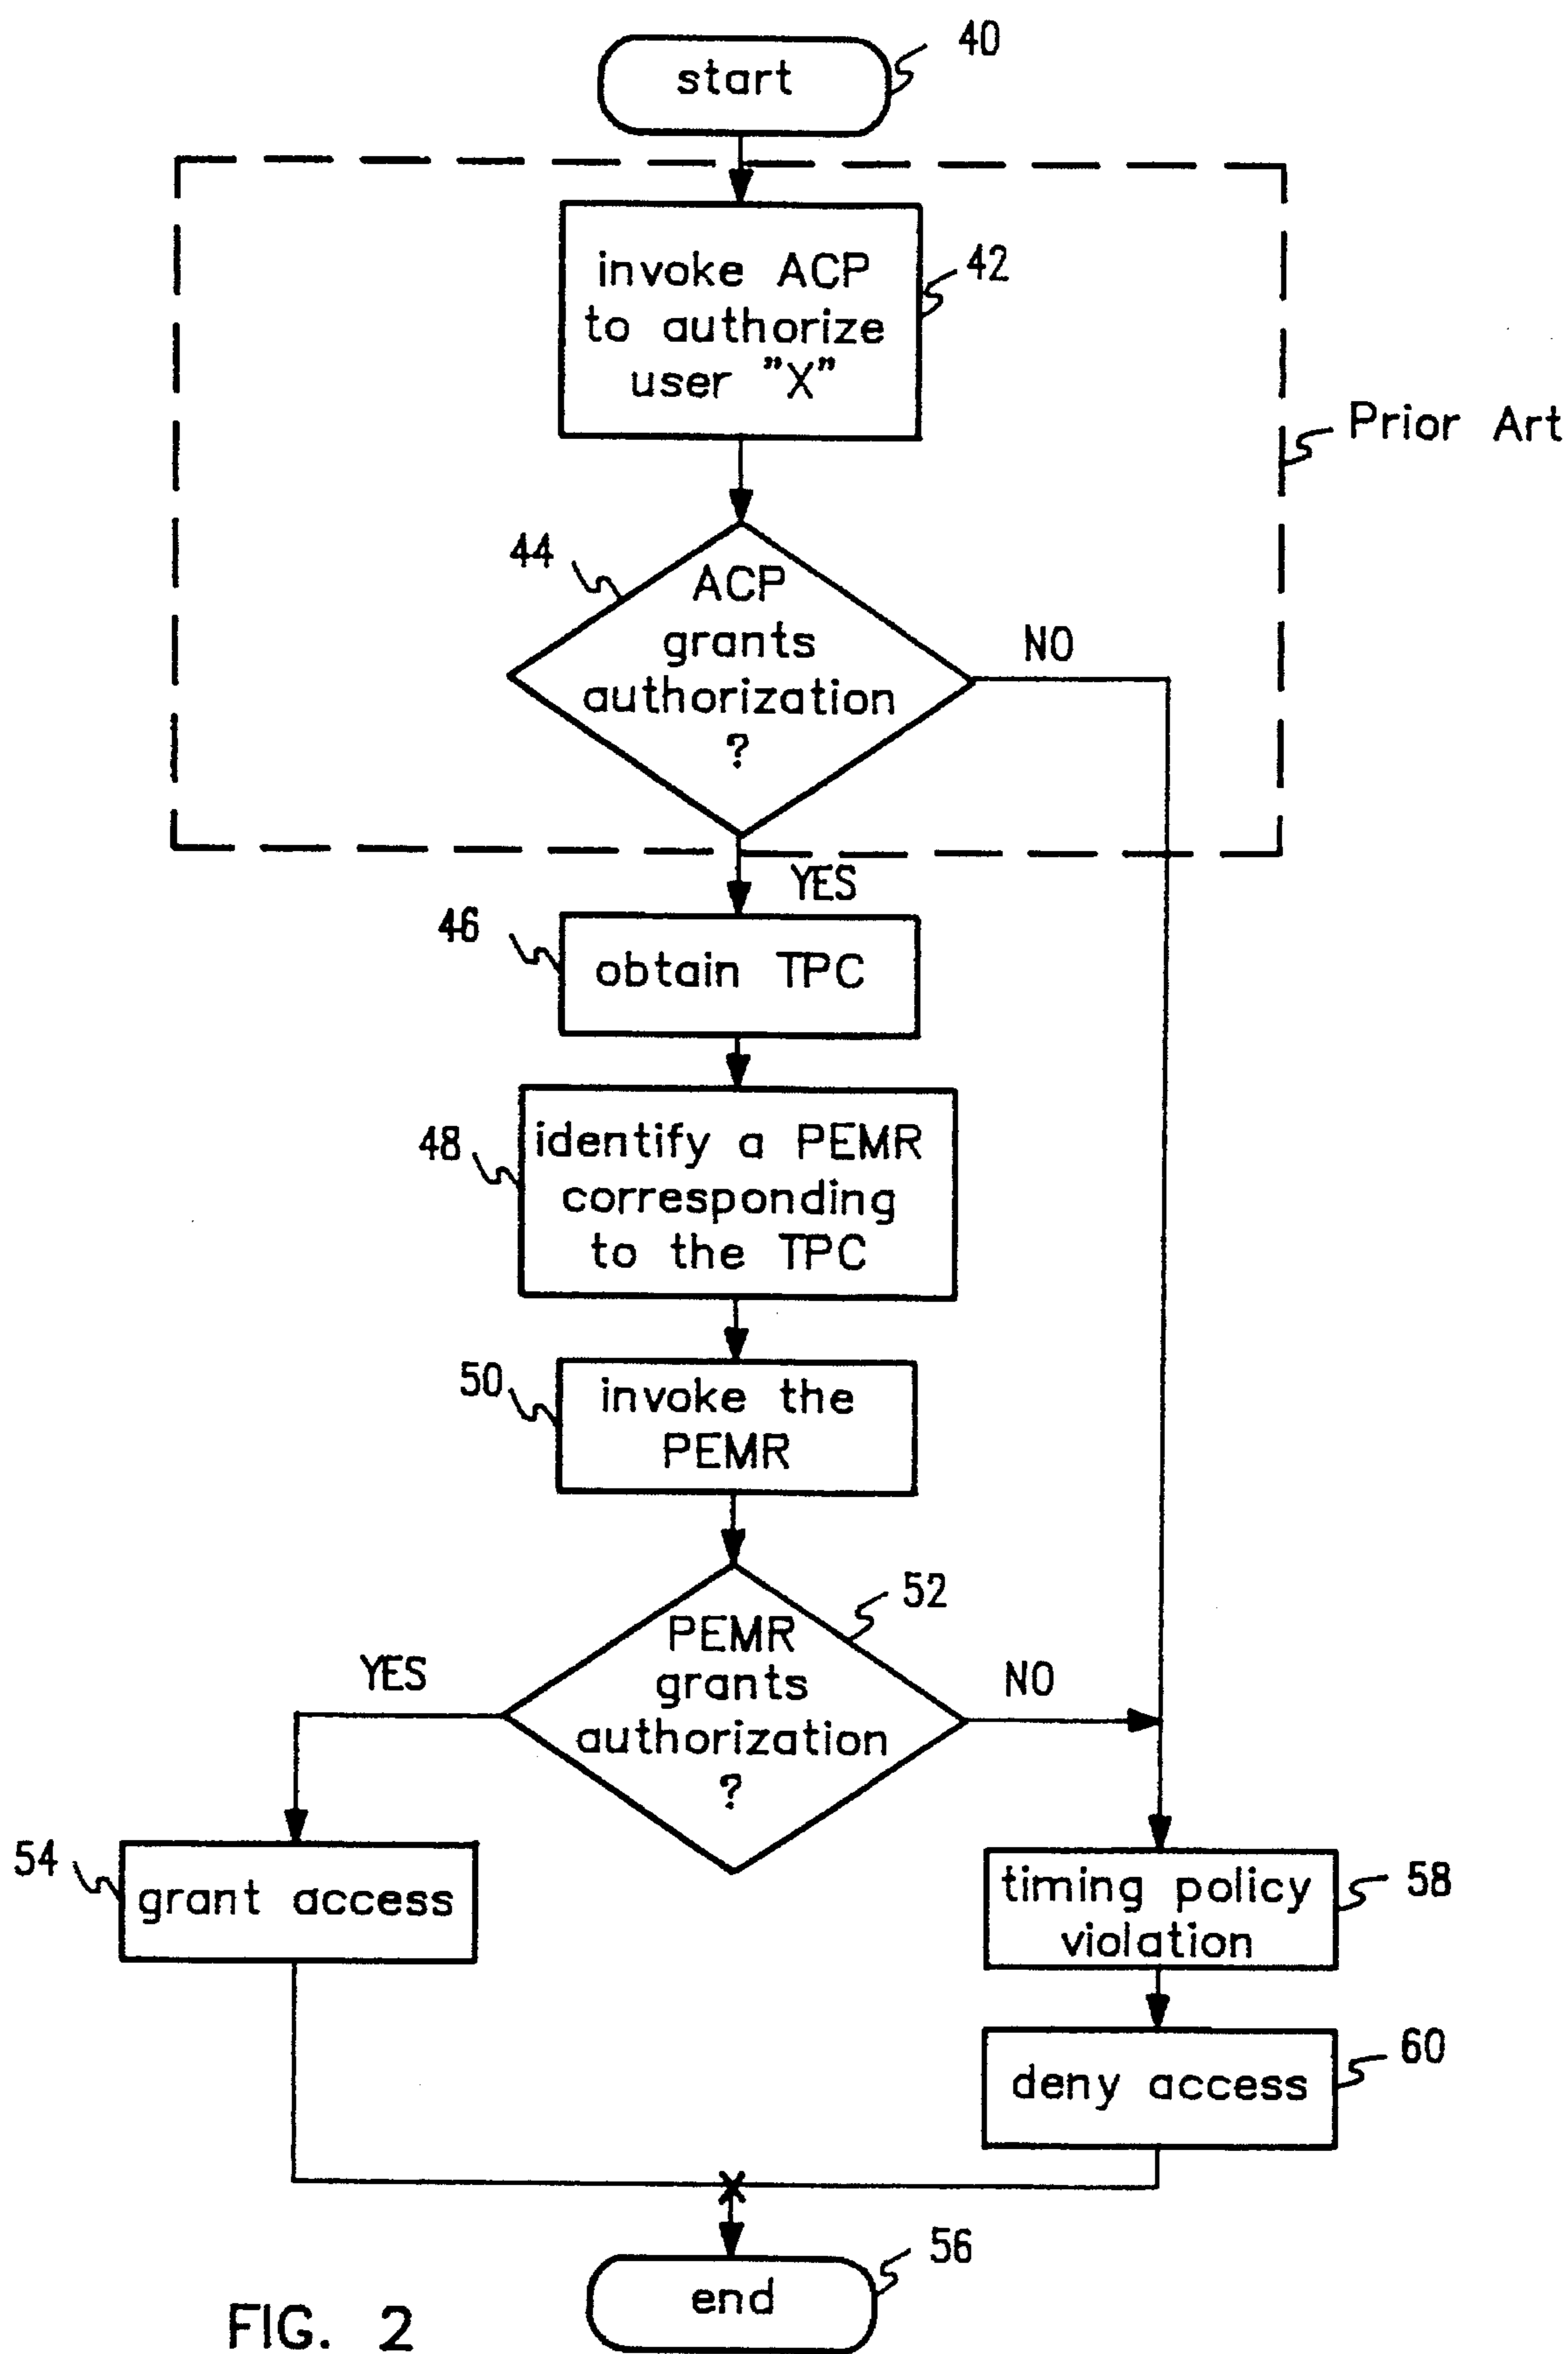 start
40
invoke ACP
to authorize
user "X"
42
Prior Art
44
ACP
grants
authorization
?
NO
YES
46
obtain TPC
48
identify a PEMR
corresponding
to the TPC
50
invoke the
PEMR
52
PEMR
grants
authorization
?
YES
NO
54
grant access
timing policy
violation
58
deny access
60
56
end
FIG. 2